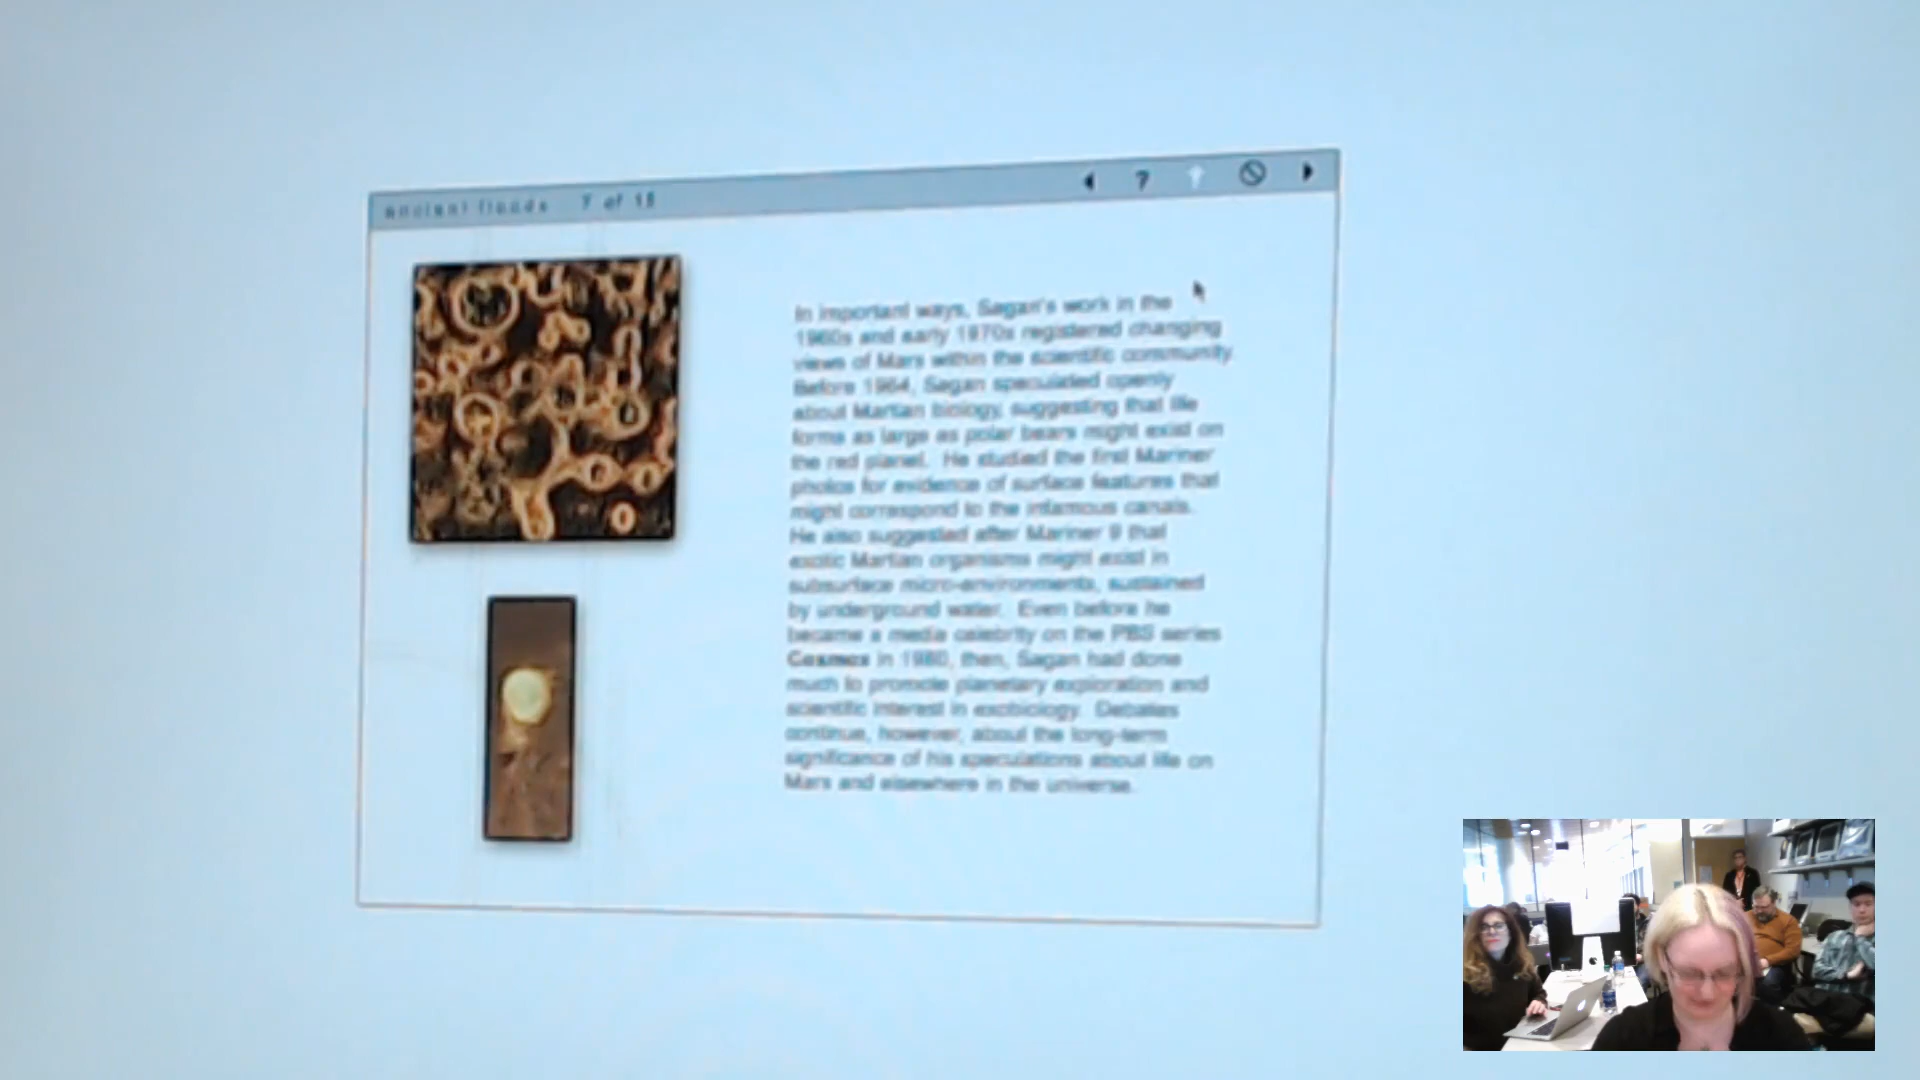 ancient floods 7 of 15
?
In important ways, Sagan's work in the
1960s and early 1970s registered changing
views of Mars within the scientific community.
Before 1964, Sagan speculated openly
about Martian biology, suggesting that life
forms as large as polar bears might exist on
the red planet. He studied the first Mariner
photos for evidence of surface features that
might correspond to the infamous canals.
He also suggested after Mariner 9 that
exotic Martian organisms might exist in
subsurface micro-environments, sustained
by underground water. Even before he
became a media celebrity on the PBS series
Cosmos in 1980, then, Sagan had done
much to promote planetary exploration and
scientific interest in exobiology. Debates
continue, however, about the long-term
significance of his speculations about life on
Mars and elsewhere in the universe.